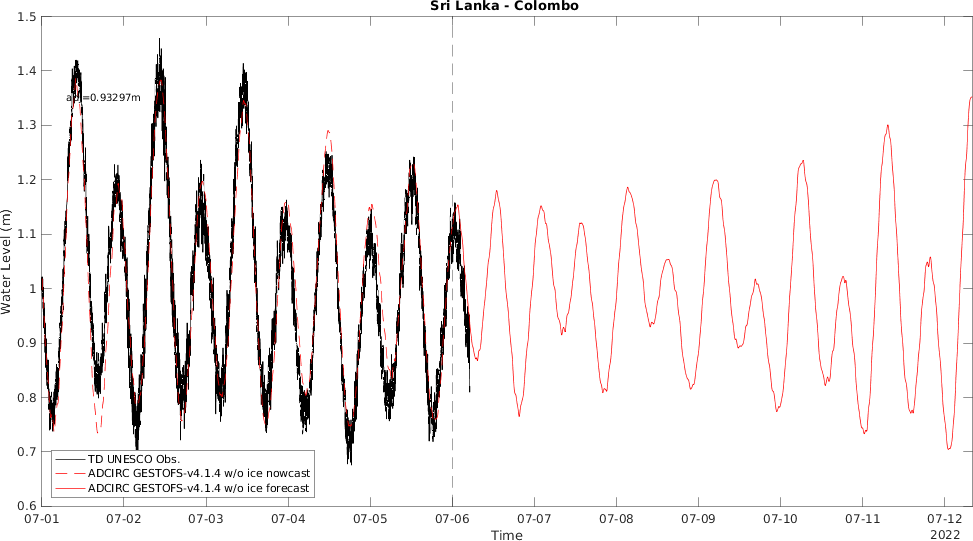 Sri Lanka - Colombo
Water Level (m)
1.5
1.4
1.3
1.2
1.1
1
0.9
0.8
0.7
0.6
=0.93297m
TD UNESCO Obs.
ADCIRC GESTOFS-v4.1.4 w/o ice nowcast
ADCIRC GESTOFS-v4.1.4 w/o ice forecast
07-01 07-02 07-03 07-04 07-05 07-06 07-07 07-08 07-09 07-10 07-11 07-12
2022
Time